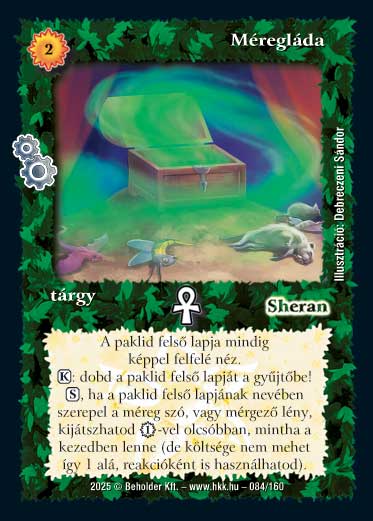 2
Méregláda
Illusztráció: Debreczeni Sándor
tárgy
Sheran
A paklid felső lapja mindig
képpel felfelé néz.
K: dobd a paklid felső lapját a gyűjtőbe!
S, ha a paklid felső lapjának nevében
szerepel a méreg szó, vagy mérgező lény,
kijátszhatod 1-vel olcsóbban, mintha a
kezedben lenne (de költsége nem mehet
így 1 alá, reakcióként is használhatod).
2025 © Beholder Kft. – www.hkk.hu – 084/160